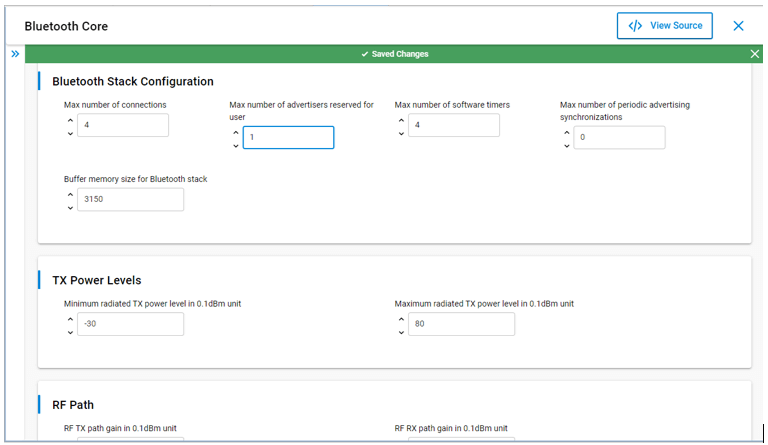 Bluetooth Core
</> View Source
Saved Changes
Bluetooth Stack Configuration
Max number of connections
4
Max number of advertisers reserved for
user
1
Max number of software timers
4
Max number of periodic advertising
synchronizations
0
Buffer memory size for Bluetooth stack
3150
TX Power Levels
Minimum radiated TX power level in 0.1dBm unit
-30
Maximum radiated TX power level in 0.1dBm unit
80
RF Path
RF TX path gain in 0.1dBm unit
RF RX path gain in 0.1dBm unit